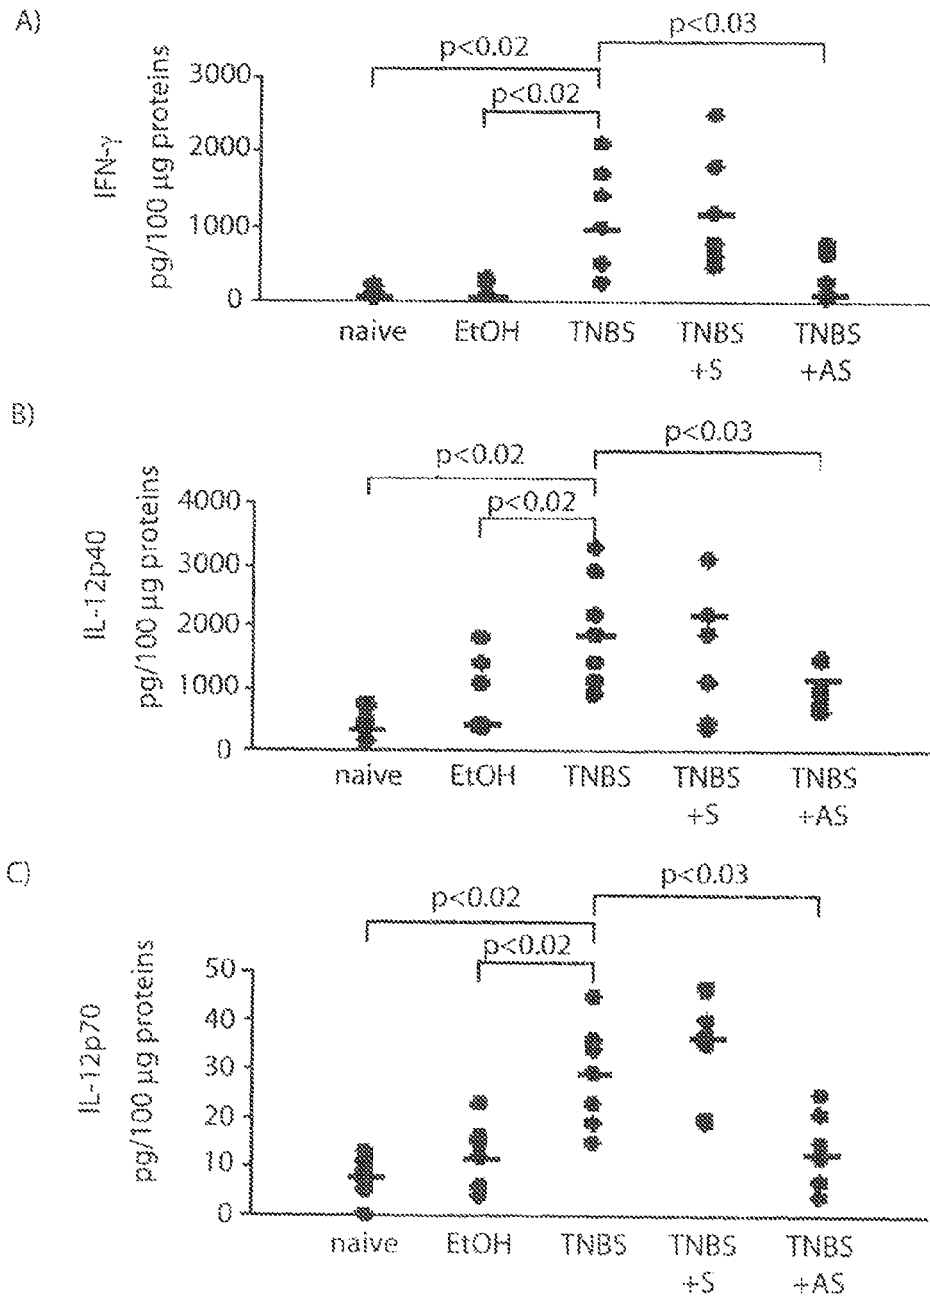 A)
p<0.03
p<0.02
p<0.02
IFN-γ
pg/100 µg proteins
3000
2000
1000
0
naive EtOH TNBS TNBS +S TNBS +AS
B)
p<0.03
p<0.02
p<0.02
IL-12p40
pg/100 µg proteins
4000
3000
2000
1000
0
naive EtOH TNBS TNBS +S TNBS +AS
C)
p<0.03
p<0.02
p<0.02
IL-12p70
pg/100 µg proteins
50
40
30
20
10
0
naive EtOH TNBS TNBS +S TNBS +AS